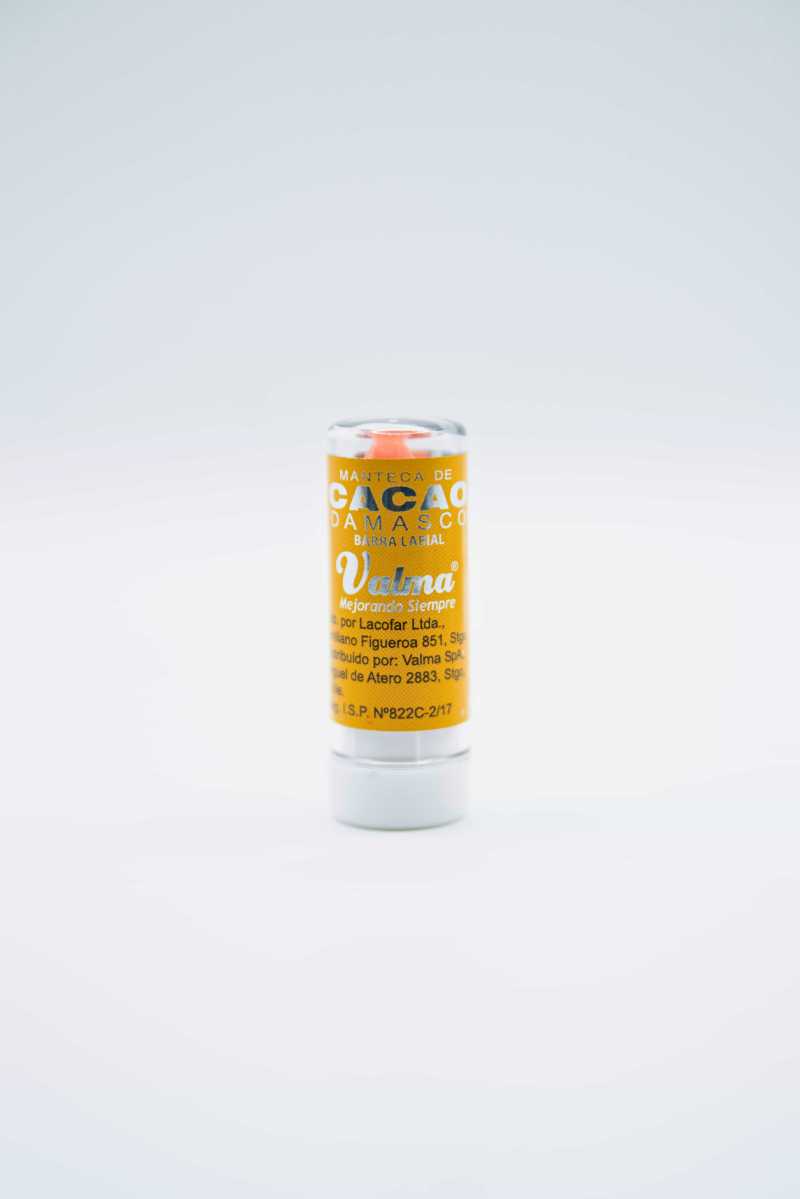 MANTECA DE
CACAO
DAMASCO
BARRA LABIAL
Valma®
Mejorando Siempre
por Lacofar Ltda.,
Figueroa 851, Stgo
por: Valma SpA.,
de Atero 2883, Stgo,
I.S.P. Nº822C-2/17